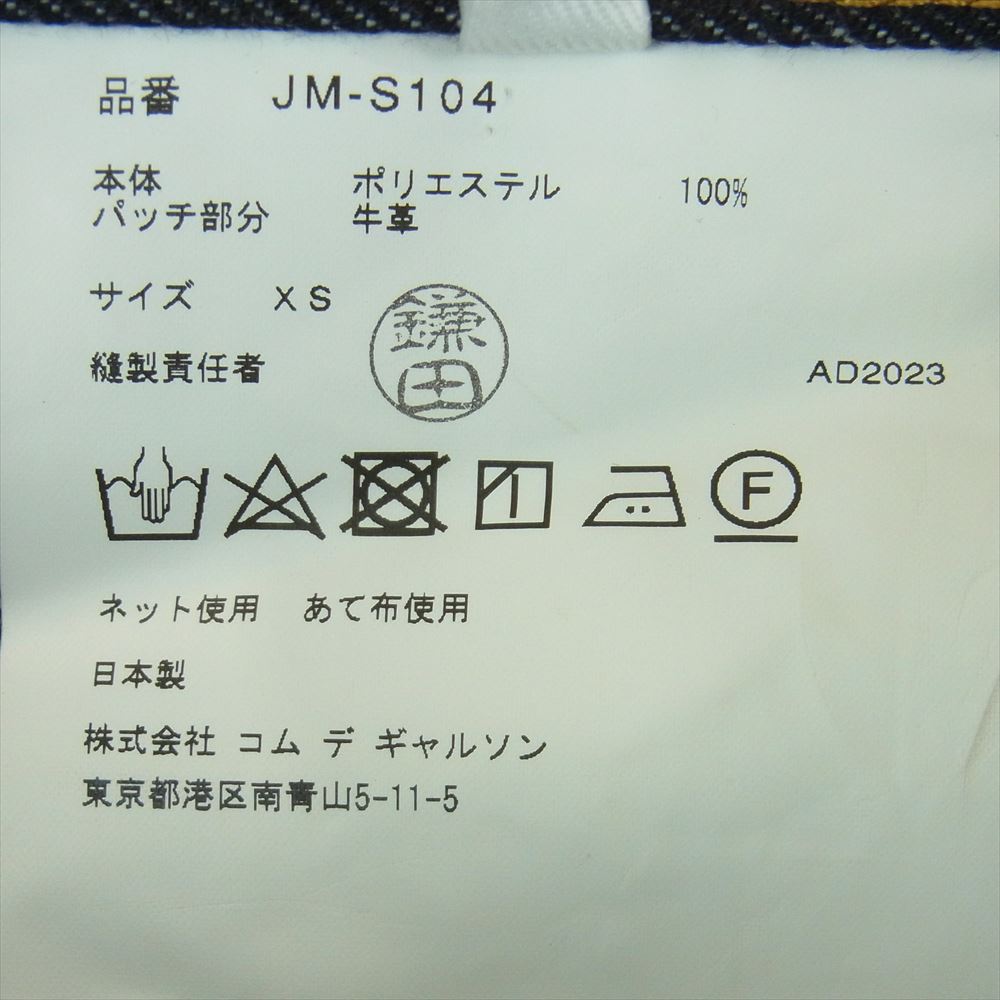 品番 JM-S104
本体 ポリエステル 100%
パッチ部分 牛革
サイズ XS
鎌田
縫製責任者 AD2023
F
ネット使用 あて布使用
日本製
株式会社 コム デ ギャルソン
東京都港区南青山5-11-5